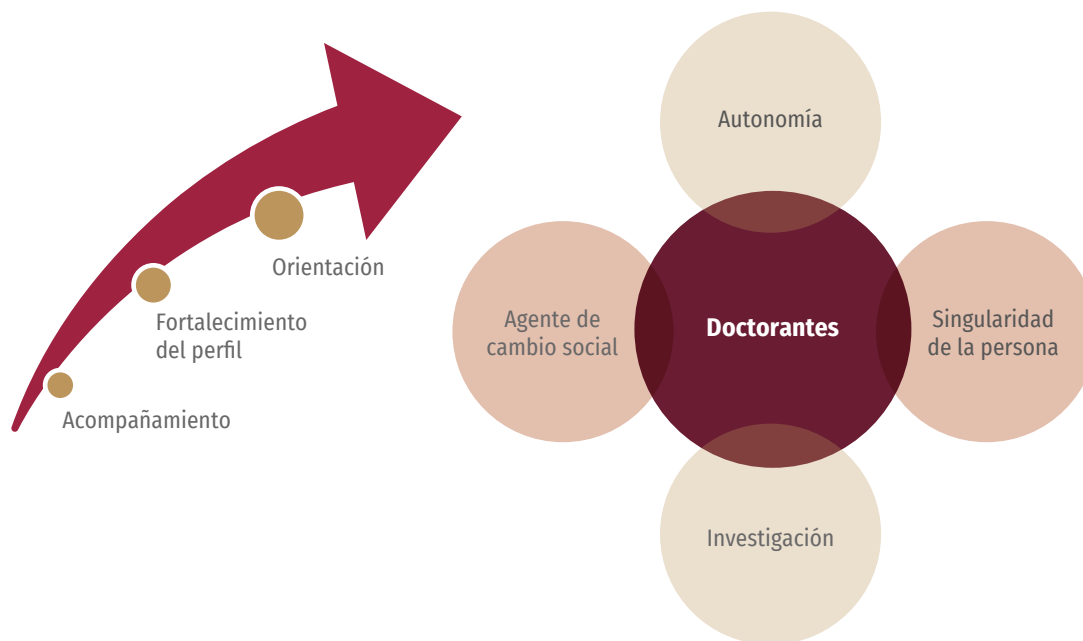 Orientación
Fortalecimiento
del perfil
Acompañamiento
Autonomía
Agente de
cambio social
Doctorantes
Singularidad
de la persona
Investigación